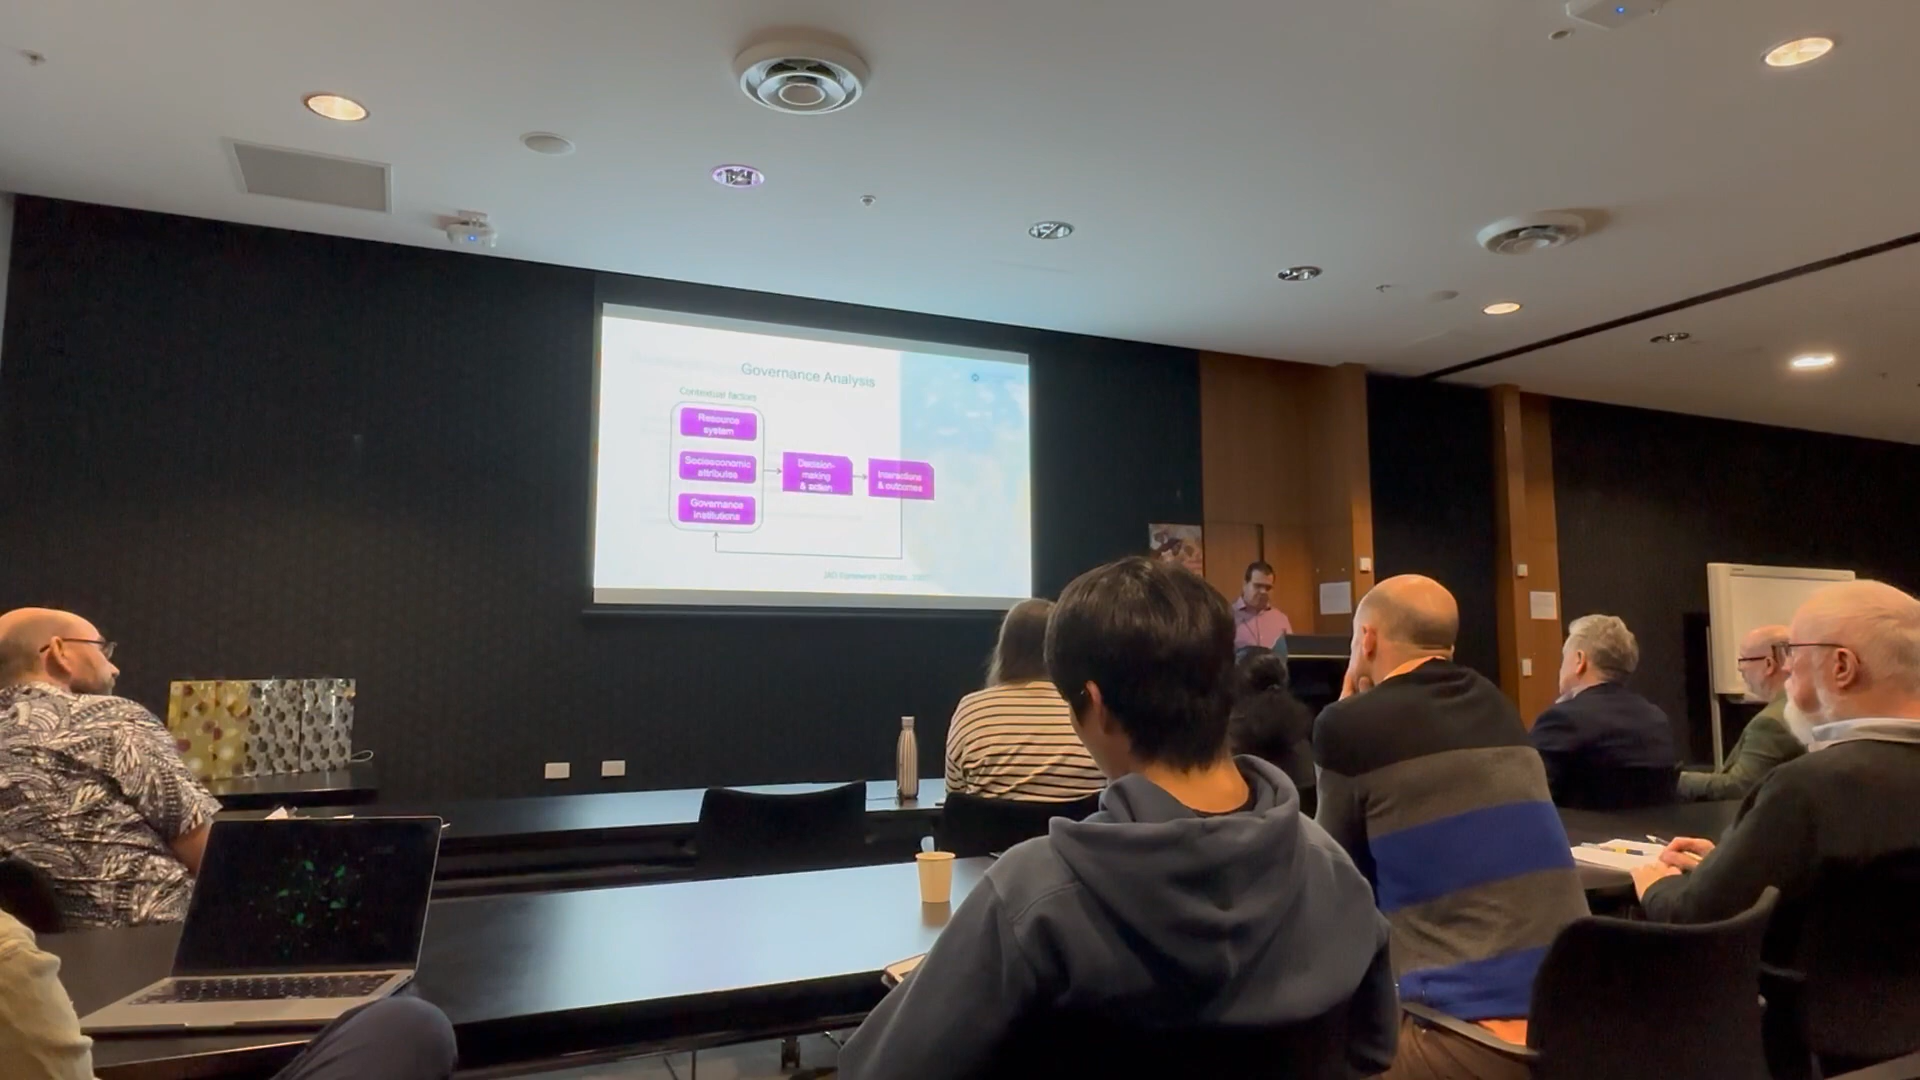 Governance Analysis
Contextual factors
Resource
system
Socioeconomic
attributes
Governance
institutions
Decision-
making
& action
Interactions
& outcomes